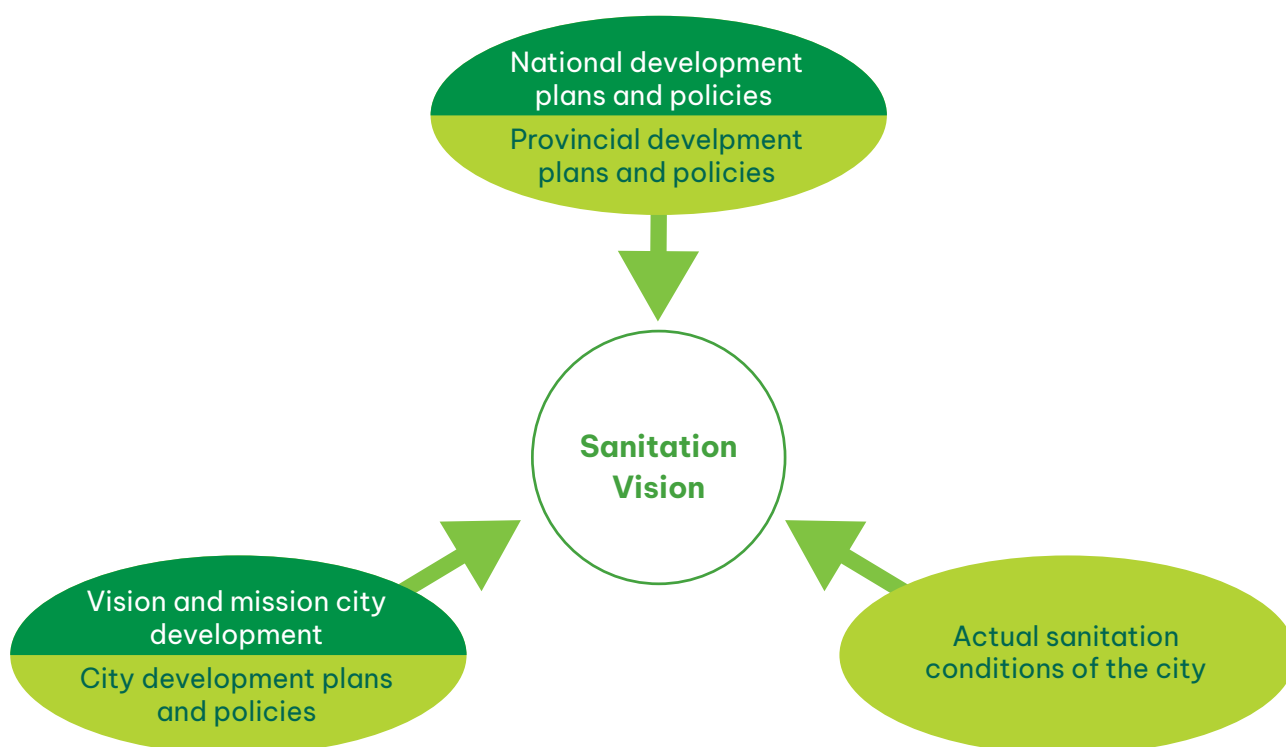 National development
plans and policies
Provincial develpment
plans and policies
Sanitation
Vision
Vision and mission city
development
City development plans
and policies
Actual sanitation
conditions of the city